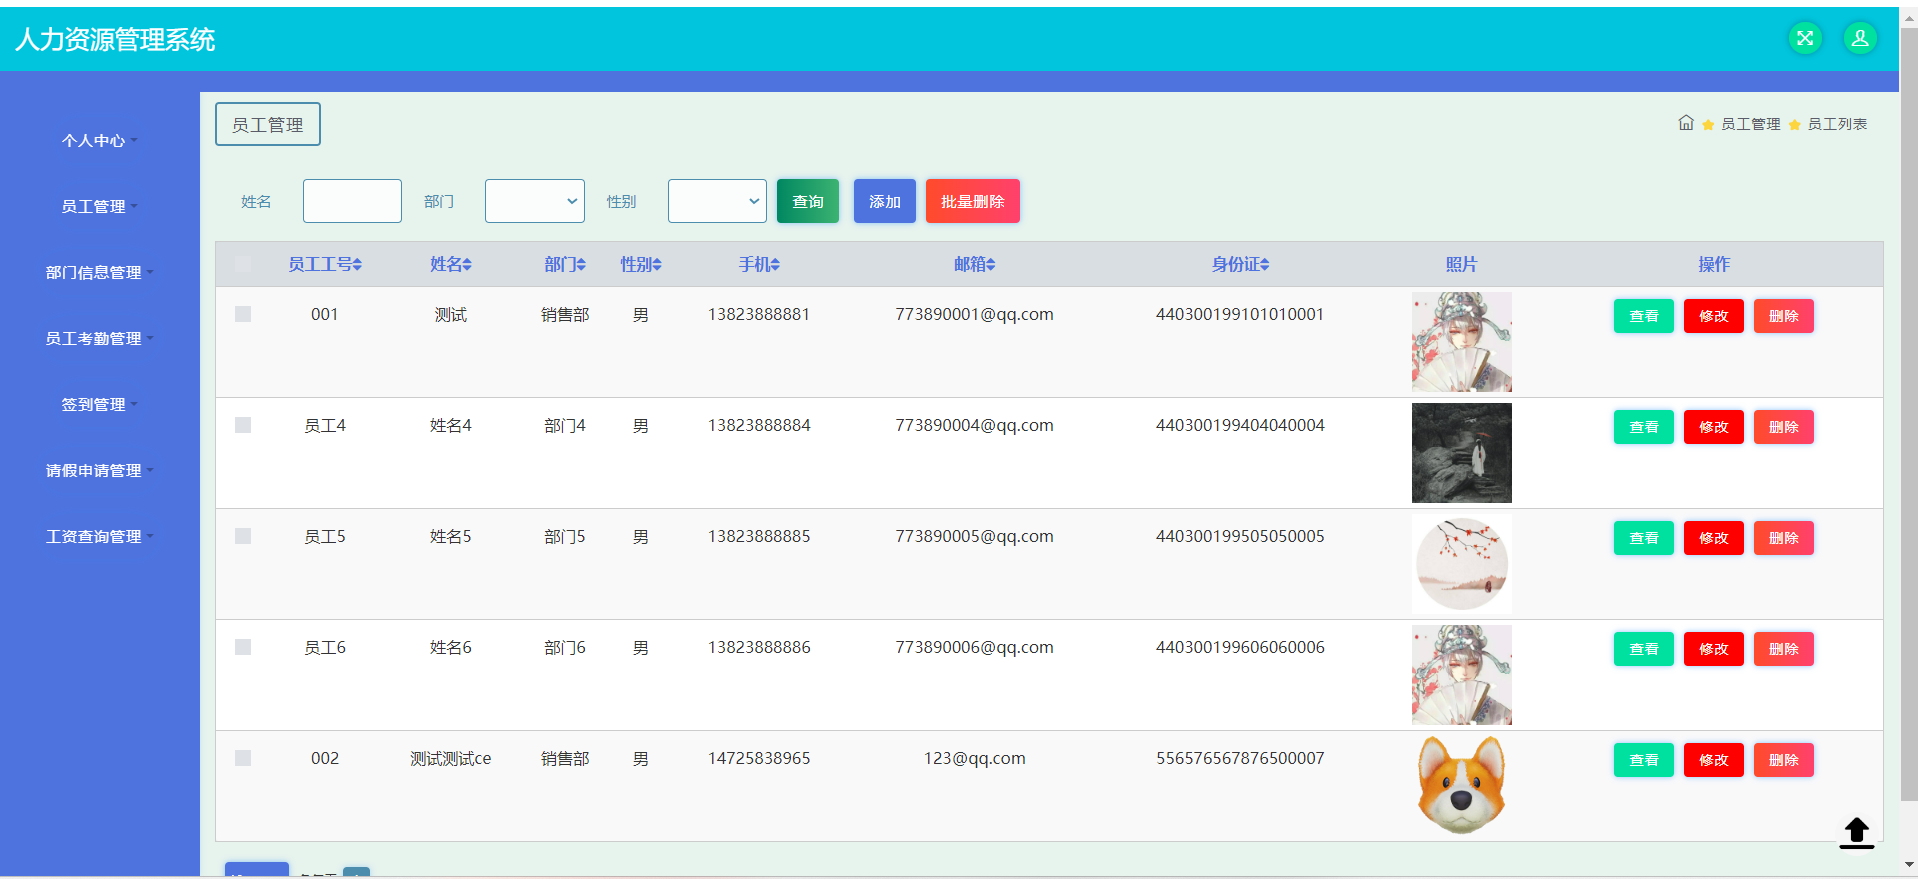 人力资源管理系统
个人中心
员工管理
部门信息管理
员工考勤管理
签到管理
请假申请管理
工资查询管理
员工管理
员工管理 员工列表
姓名 部门 性别 查询 添加 批量删除
员工工号 姓名 部门 性别 手机 邮箱 身份证 照片 操作
001 测试 销售部 男 13823888881 773890001@qq.com 440300199101010001 查看 修改 删除
员工4 姓名4 部门4 男 13823888884 773890004@qq.com 440300199404040004 查看 修改 删除
员工5 姓名5 部门5 男 13823888885 773890005@qq.com 440300199505050005 查看 修改 删除
员工6 姓名6 部门6 男 13823888886 773890006@qq.com 440300199606060006 查看 修改 删除
002 测试测试ce 销售部 男 14725838965 123@qq.com 556576567876500007 查看 修改 删除